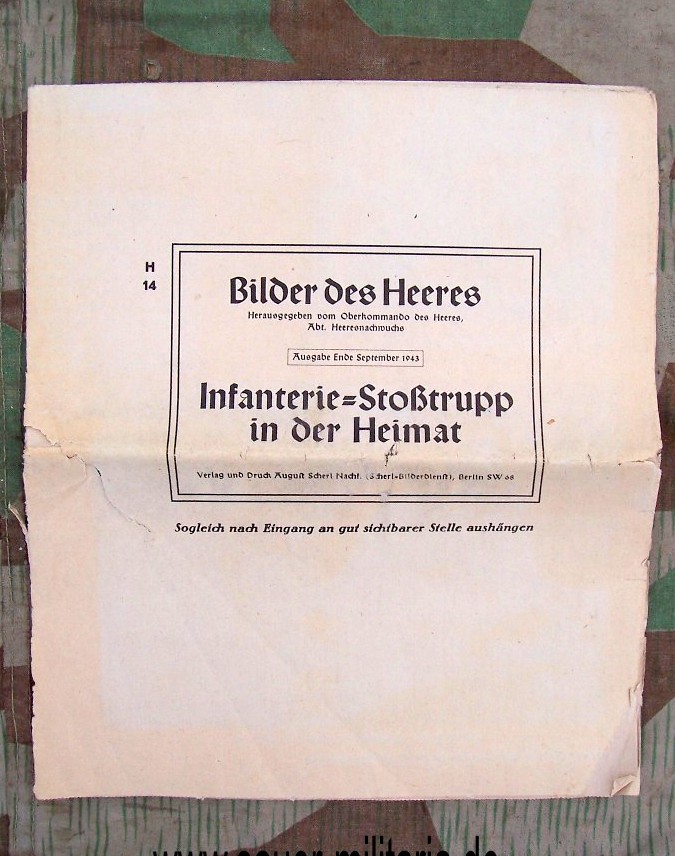 H
14
Bilder des Heeres
Herausgegeben vom Oberkommando des Heeres,
Abt. Heeresnachwuchs
Ausgabe Ende September 1943
Infanterie=Stoßtrupp
in der Heimat
Verlag und Druck August Scherl Nachf. (Scherl=Bilderdienst), Berlin SW 68
Sogleich nach Eingang an gut sichtbarer Stelle aushängen